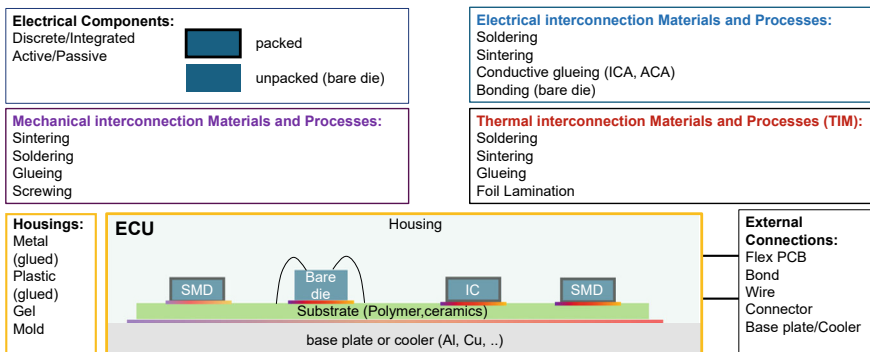 Electrical Components:
Discrete/Integrated
Active/Passive
packed
unpacked (bare die)
Electrical interconnection Materials and Processes:
Soldering
Sintering
Conductive glueing (ICA, ACA)
Bonding (bare die)
Mechanical interconnection Materials and Processes:
Sintering
Soldering
Glueing
Screwing
Thermal interconnection Materials and Processes (TIM):
Soldering
Sintering
Glueing
Foil Lamination
Housings:
Metal
(glued)
Plastic
(glued)
Gel
Mold
ECU
Housing
SMD
Bare
die
IC
SMD
Substrate (Polymer,ceramics)
base plate or cooler (Al, Cu, ..)
External
Connections:
Flex PCB
Bond
Wire
Connector
Base plate/Cooler